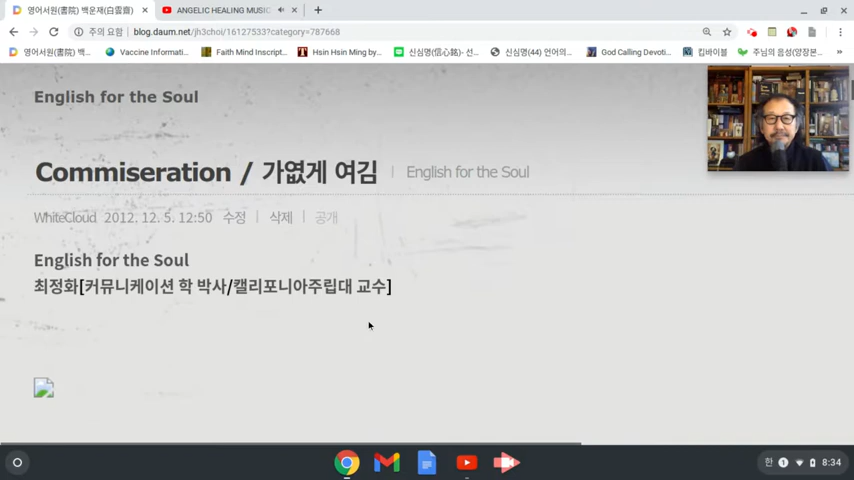 영어서원(書院) 백운재(白雲齋)
ANGELIC HEALING MUSIC
주의 요함
blog.daum.net/jh3choi/16127533?category=787668
영어서원(書院) 백...
Vaccine Informati...
Faith Mind Inscript...
Hsin Hsin Ming by...
신심명(信心銘) - 선...
신심명(44) 언어의...
God Calling Devoti...
킹바이블
주님의 음성(양장본...
English for the Soul
Commiseration / 가엾게 여김 | English for the Soul
WhiteCloud 2012. 12. 5. 12:50 수정 | 삭제 | 공개
English for the Soul
최정화[커뮤니케이션 학 박사/캘리포니아주립대 교수]
한 1 8:34